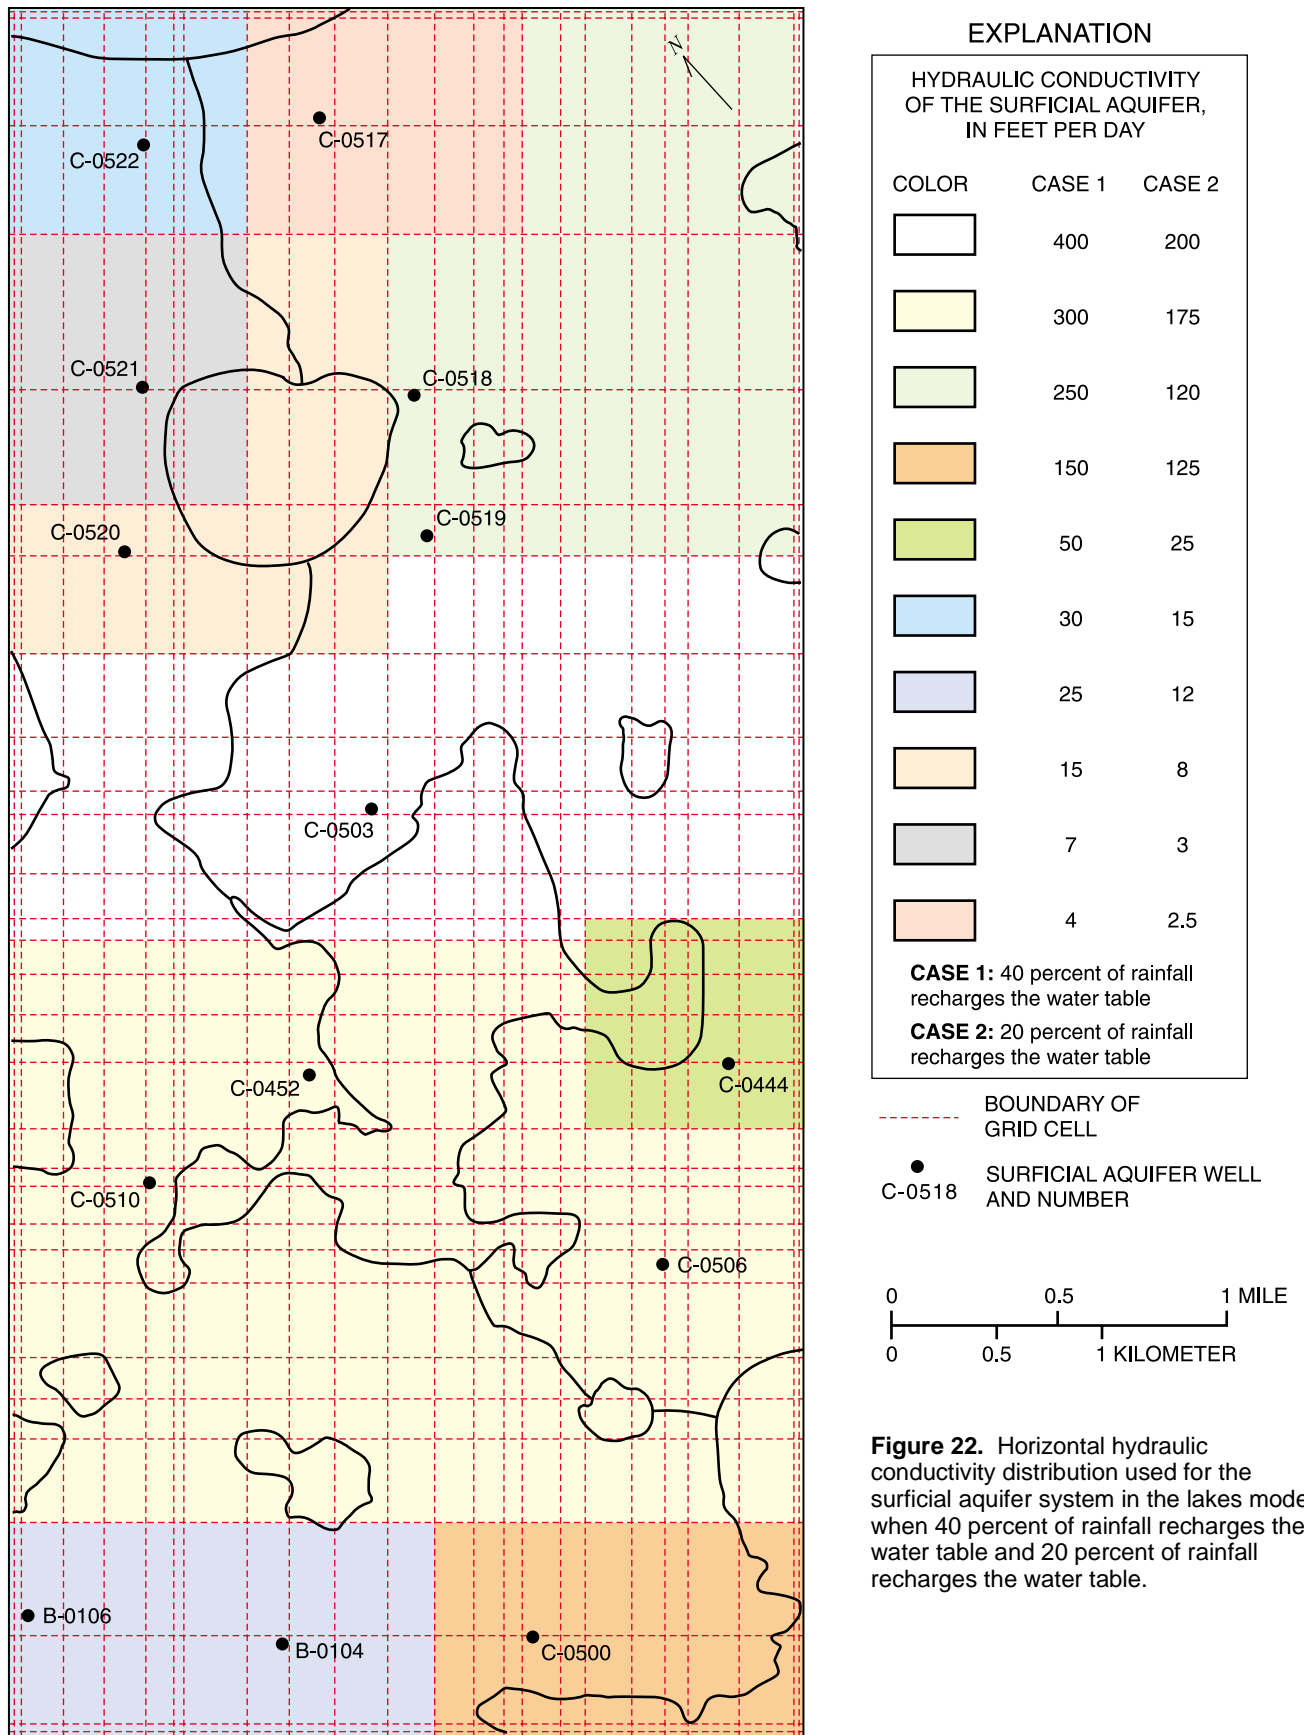 N
C-0517
C-0522
C-0521
C-0518
C-0519
C-0520
C-0503
C-0452
C-0444
C-0510
C-0506
B-0106
B-0104
C-0500
EXPLANATION
HYDRAULIC CONDUCTIVITY
OF THE SURFICIAL AQUIFER,
IN FEET PER DAY
COLOR CASE 1 CASE 2
400 200
300 175
250 120
150 125
50 25
30 15
25 12
15 8
7 3
4 2.5
CASE 1: 40 percent of rainfall
recharges the water table
CASE 2: 20 percent of rainfall
recharges the water table
BOUNDARY OF
GRID CELL
C-0518
SURFICIAL AQUIFER WELL
AND NUMBER
0 0.5 1 MILE
0 0.5 1 KILOMETER
Figure 22. Horizontal hydraulic
conductivity distribution used for the
surficial aquifer system in the lakes mode
when 40 percent of rainfall recharges the
water table and 20 percent of rainfall
recharges the water table.